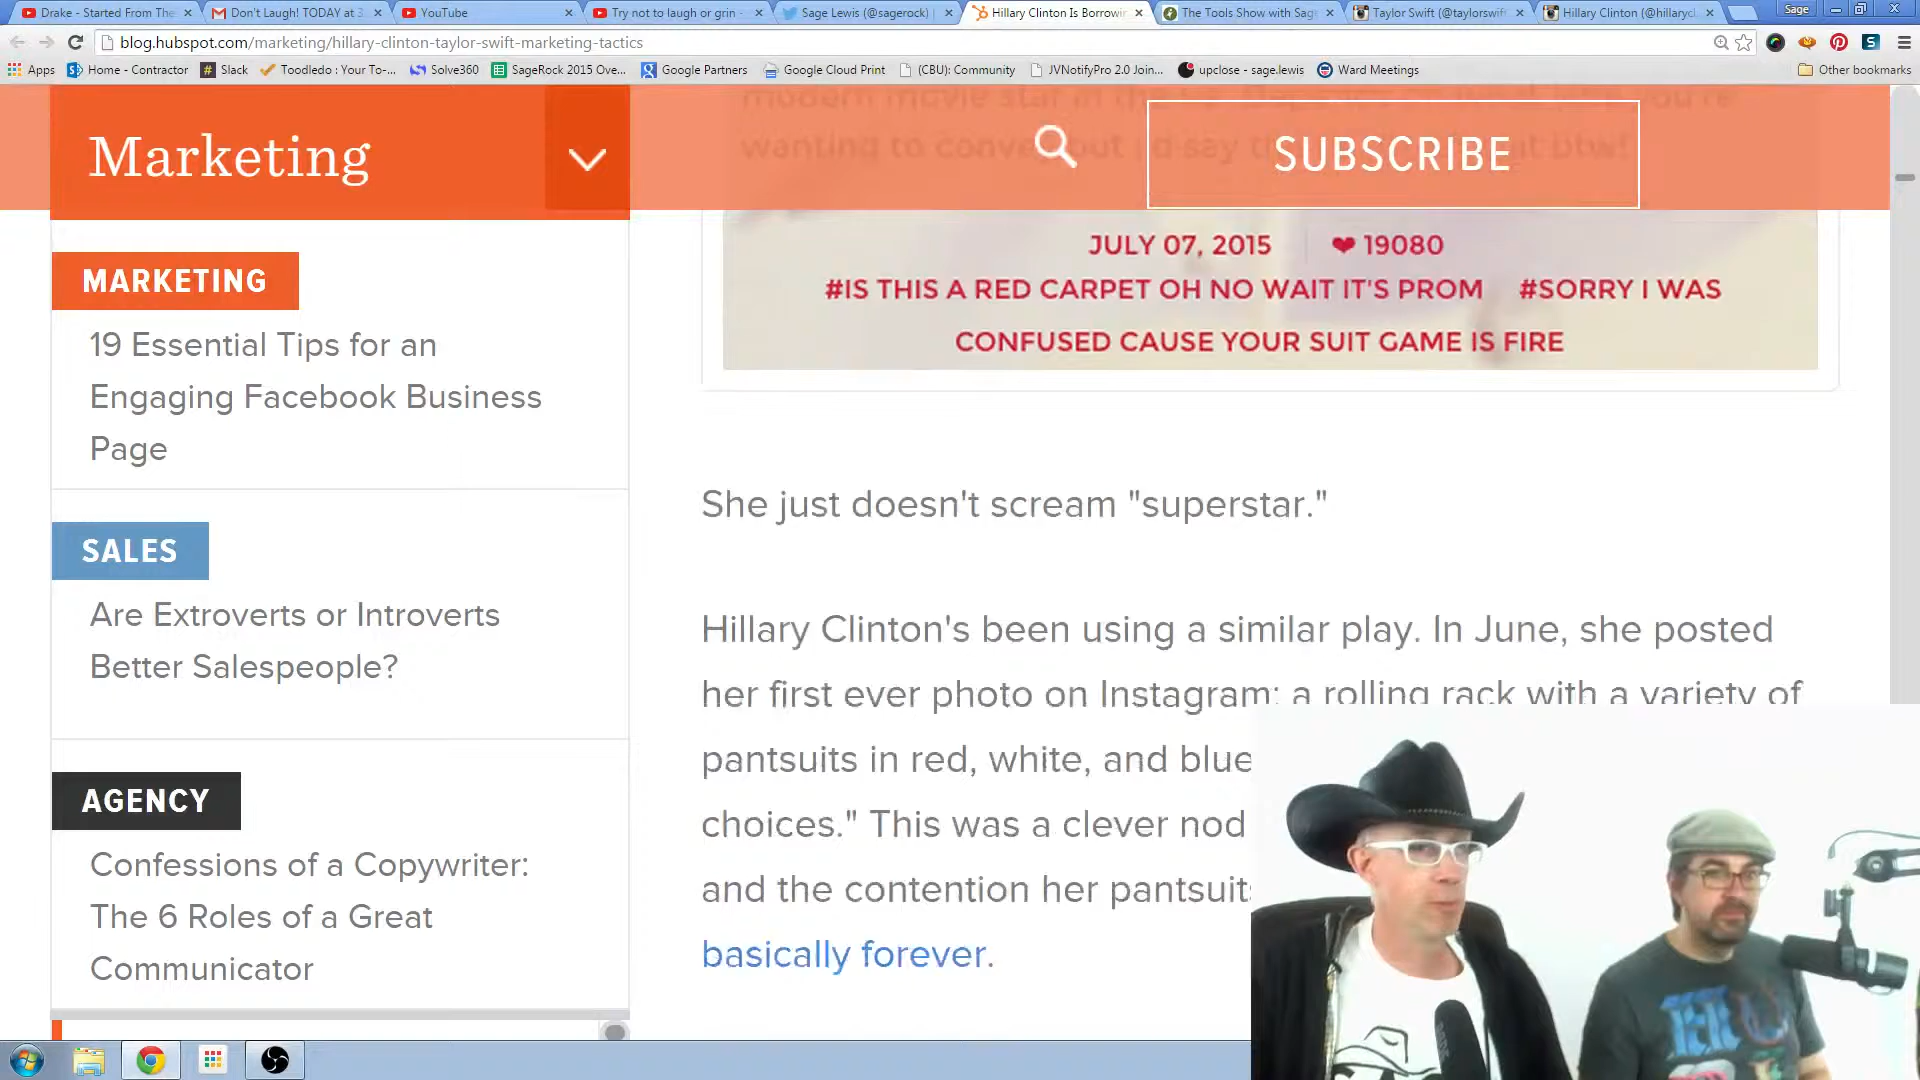 Drake - Started From The
Don't Laugh! TODAY at 3
YouTube
Try not to laugh or grin -
Sage Lewis (@sagerock) |
Hillary Clinton Is Borrowin
The Tools Show with Sag
Taylor Swift (@taylorswif
Hillary Clinton (@hillaryc
Sage
blog.hubspot.com/marketing/hillary-clinton-taylor-swift-marketing-tactics
Apps
Home - Contractor
Slack
Toodledo : Your To-...
Solve360
SageRock 2015 Ove...
Google Partners
Google Cloud Print
(CBU): Community
JVNotifyPro 2.0 Join...
upclose - sage.lewis
Ward Meetings
Other bookmarks
Marketing
SUBSCRIBE
MARKETING
19 Essential Tips for an
Engaging Facebook Business
Page
SALES
Are Extroverts or Introverts
Better Salespeople?
AGENCY
Confessions of a Copywriter:
The 6 Roles of a Great
Communicator
JULY 07, 2015 ❤ 19080
#IS THIS A RED CARPET OH NO WAIT IT'S PROM #SORRY I WAS
CONFUSED CAUSE YOUR SUIT GAME IS FIRE
She just doesn't scream "superstar."
Hillary Clinton's been using a similar play. In June, she posted
her first ever photo on Instagram: a rolling rack with a variety of
pantsuits in red, white, and blue
choices." This was a clever nod
and the contention her pantsuits
basically forever.